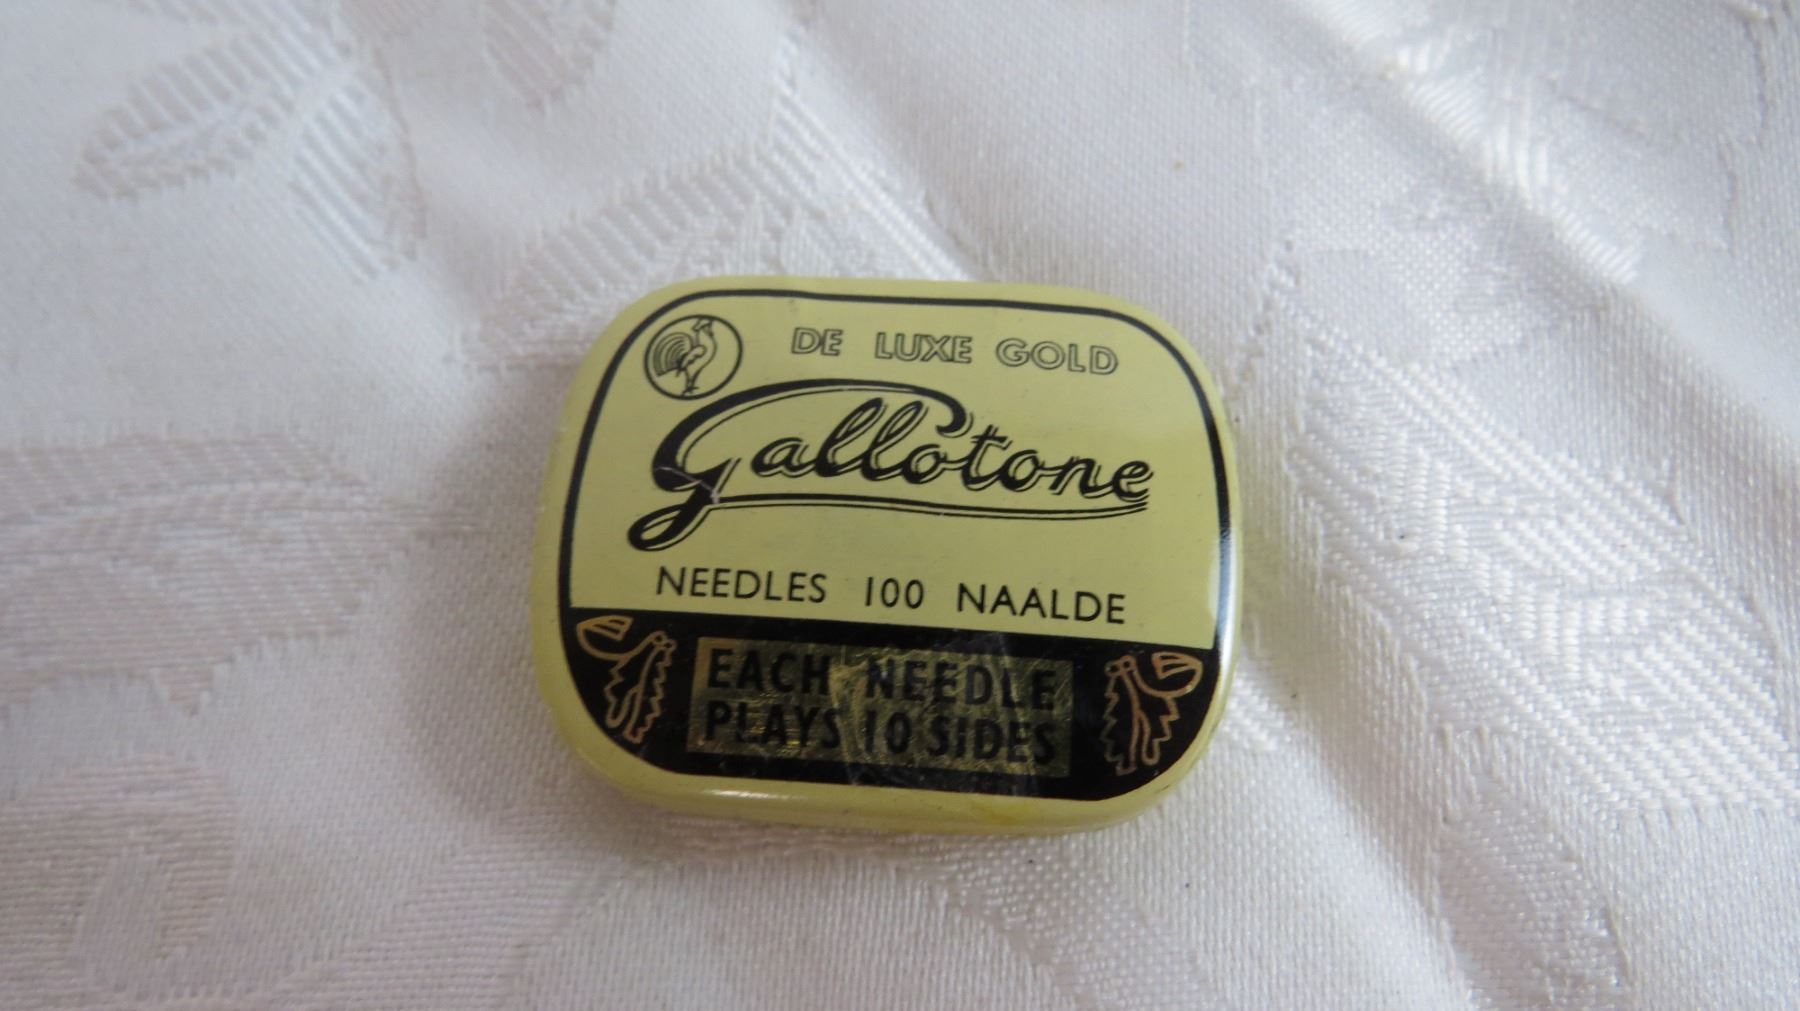 DE LUXE GOLD
Gallotone
NEEDLES 100 NAALDE
EACH NEEDLE
PLAYS 10 SIDES